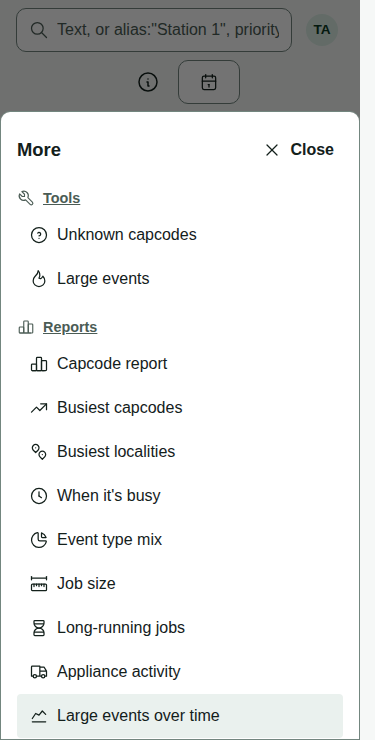 Text, or alias:"Station 1", priority
TA
More
Close
Tools
Unknown capcodes
Large events
Reports
Capcode report
Busiest capcodes
Busiest localities
When it's busy
Event type mix
Job size
Long-running jobs
Appliance activity
Large events over time